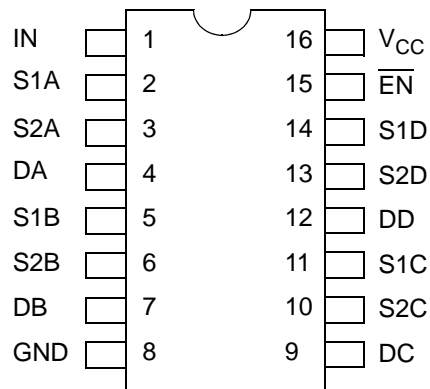 IN 1 16 VCC
S1A 2 15 E̅N̅
S2A 3 14 S1D
DA 4 13 S2D
S1B 5 12 DD
S2B 6 11 S1C
DB 7 10 S2C
GND 8 9 DC